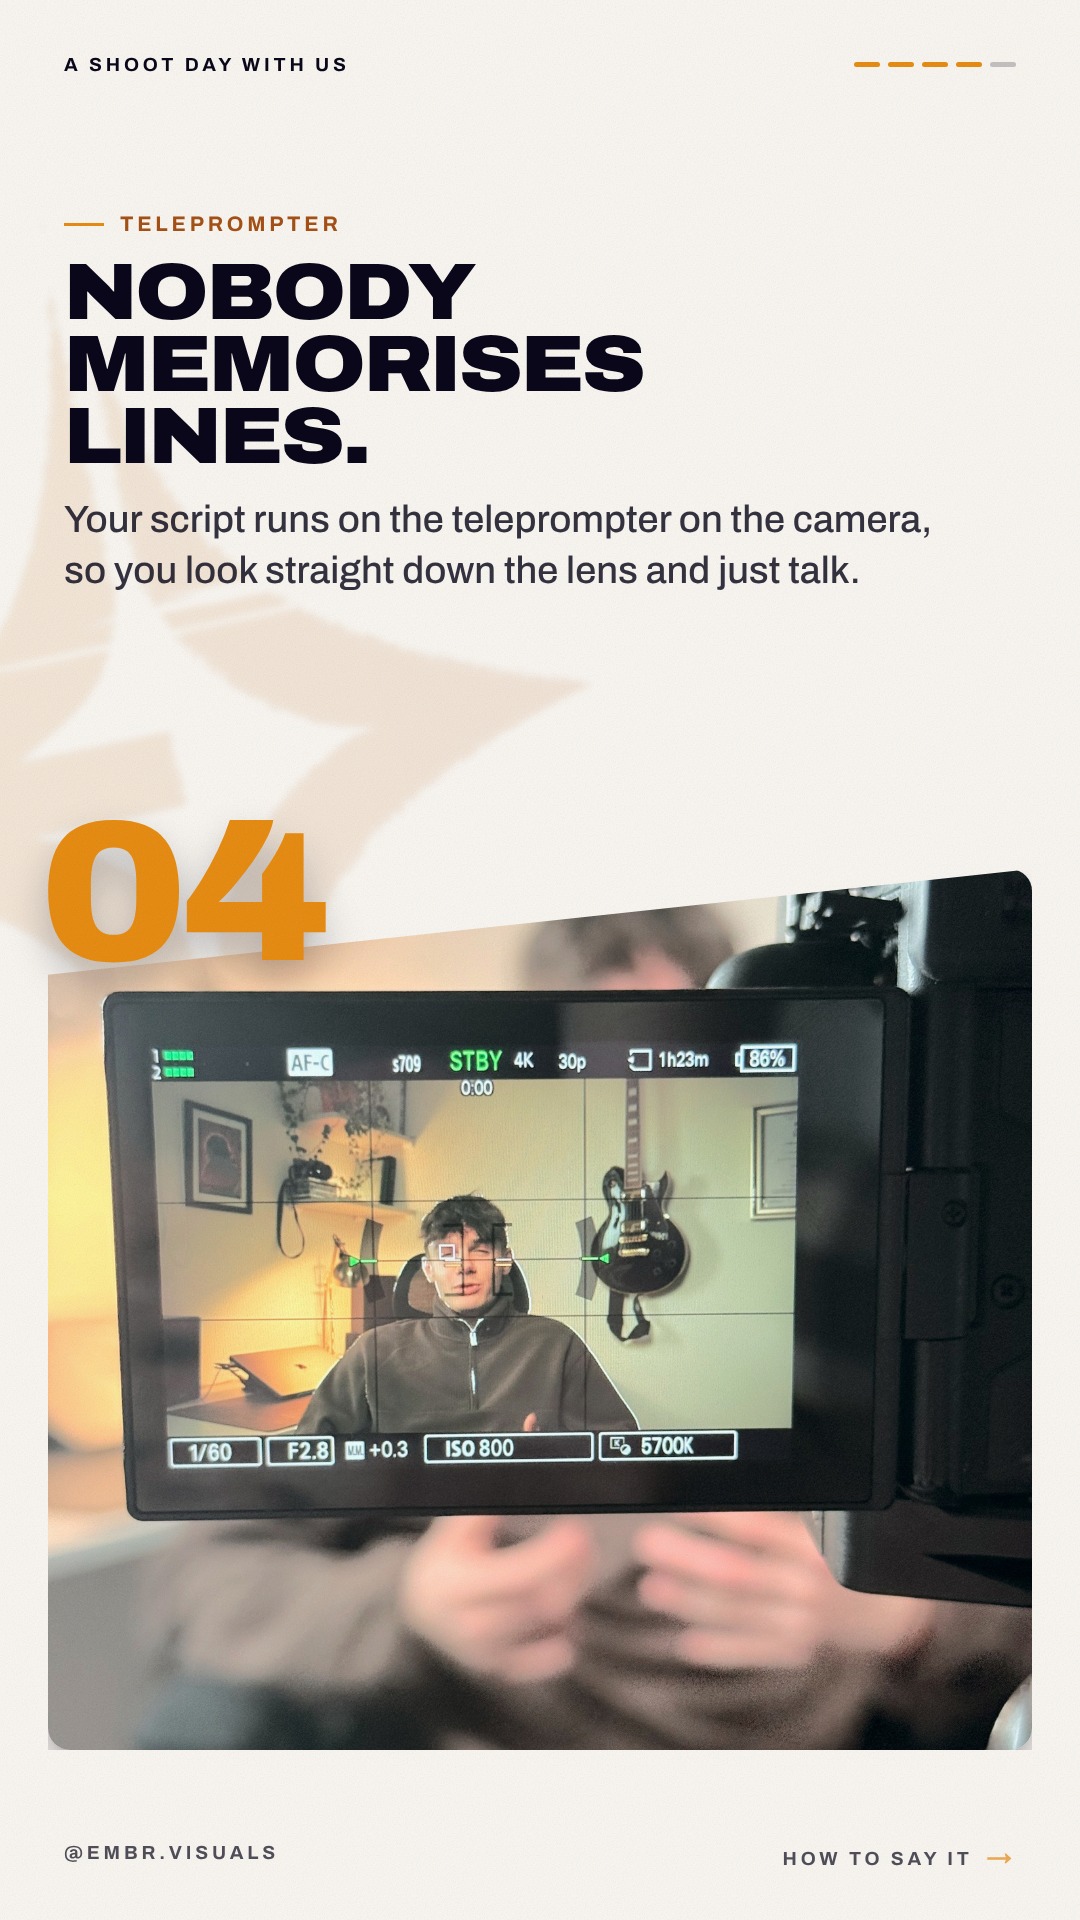 A SHOOT DAY WITH US
TELEPROMPTER
NOBODY
MEMORISES
LINES.
Your script runs on the teleprompter on the camera,
so you look straight down the lens and just talk.
04
1
2
AF-C
s709
STBY
4K
30p
1h23m
86%
0:00
1/60
F2.8
M.M.
+0.3
ISO 800
5700K
@EMBR.VISUALS
HOW TO SAY IT →